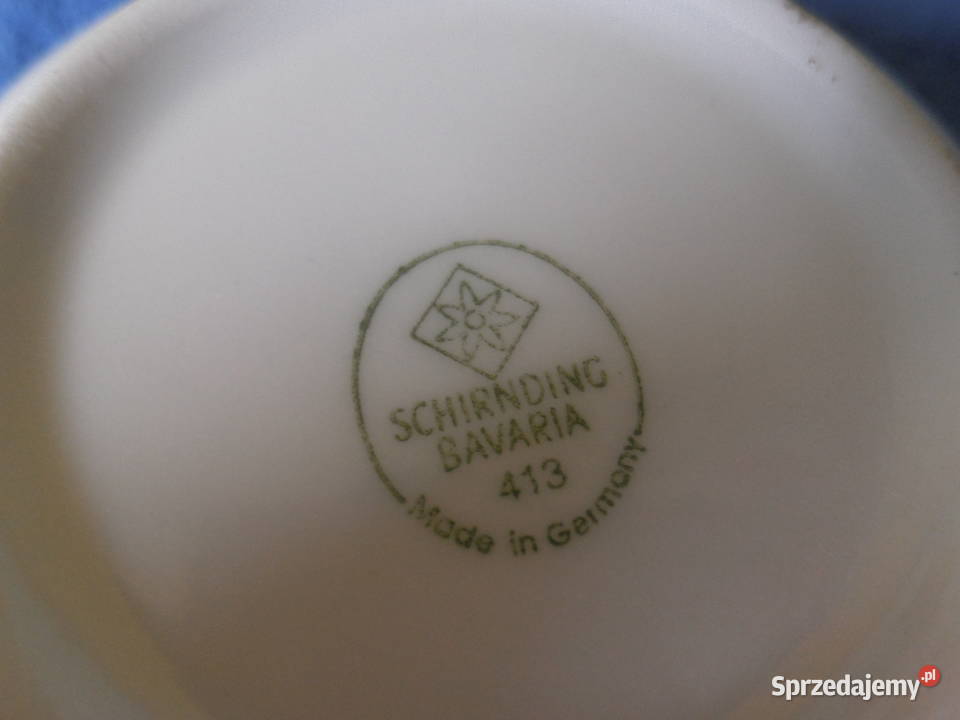 SCHIRNDING
BAVARIA
413
Made in Germany
Sprzedajemy.pl